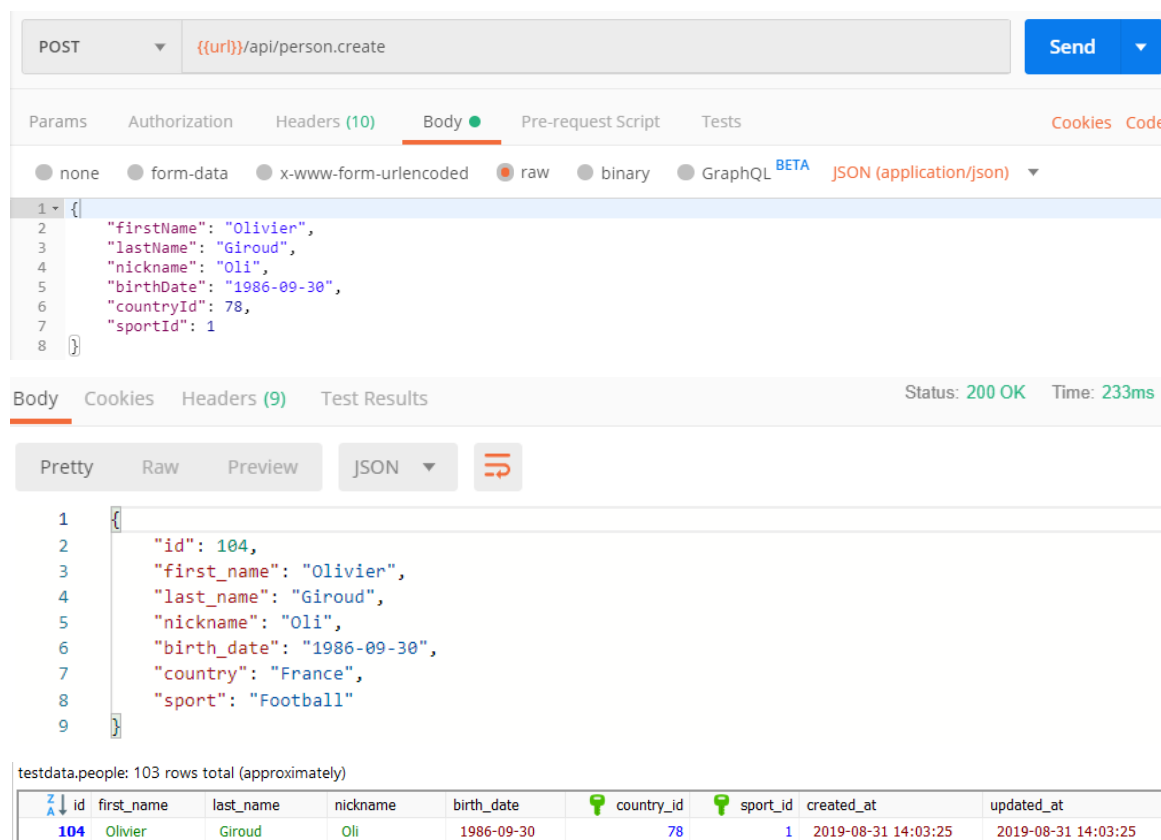 POST {{url}}/api/person.create Send
Params Authorization Headers (10) Body Pre-request Script Tests Cookies Code
none form-data x-www-form-urlencoded raw binary GraphQL BETA JSON (application/json)
1 {
2 "firstName": "Olivier",
3 "lastName": "Giroud",
4 "nickname": "Oli",
5 "birthDate": "1986-09-30",
6 "countryId": 78,
7 "sportId": 1
8 }
Body Cookies Headers (9) Test Results Status: 200 OK Time: 233ms
Pretty Raw Preview JSON
1 {
2 "id": 104,
3 "first_name": "Olivier",
4 "last_name": "Giroud",
5 "nickname": "Oli",
6 "birth_date": "1986-09-30",
7 "country": "France",
8 "sport": "Football"
9 }
testdata.people: 103 rows total (approximately)
id first_name last_name nickname birth_date country_id sport_id created_at updated_at
104 Olivier Giroud Oli 1986-09-30 78 1 2019-08-31 14:03:25 2019-08-31 14:03:25